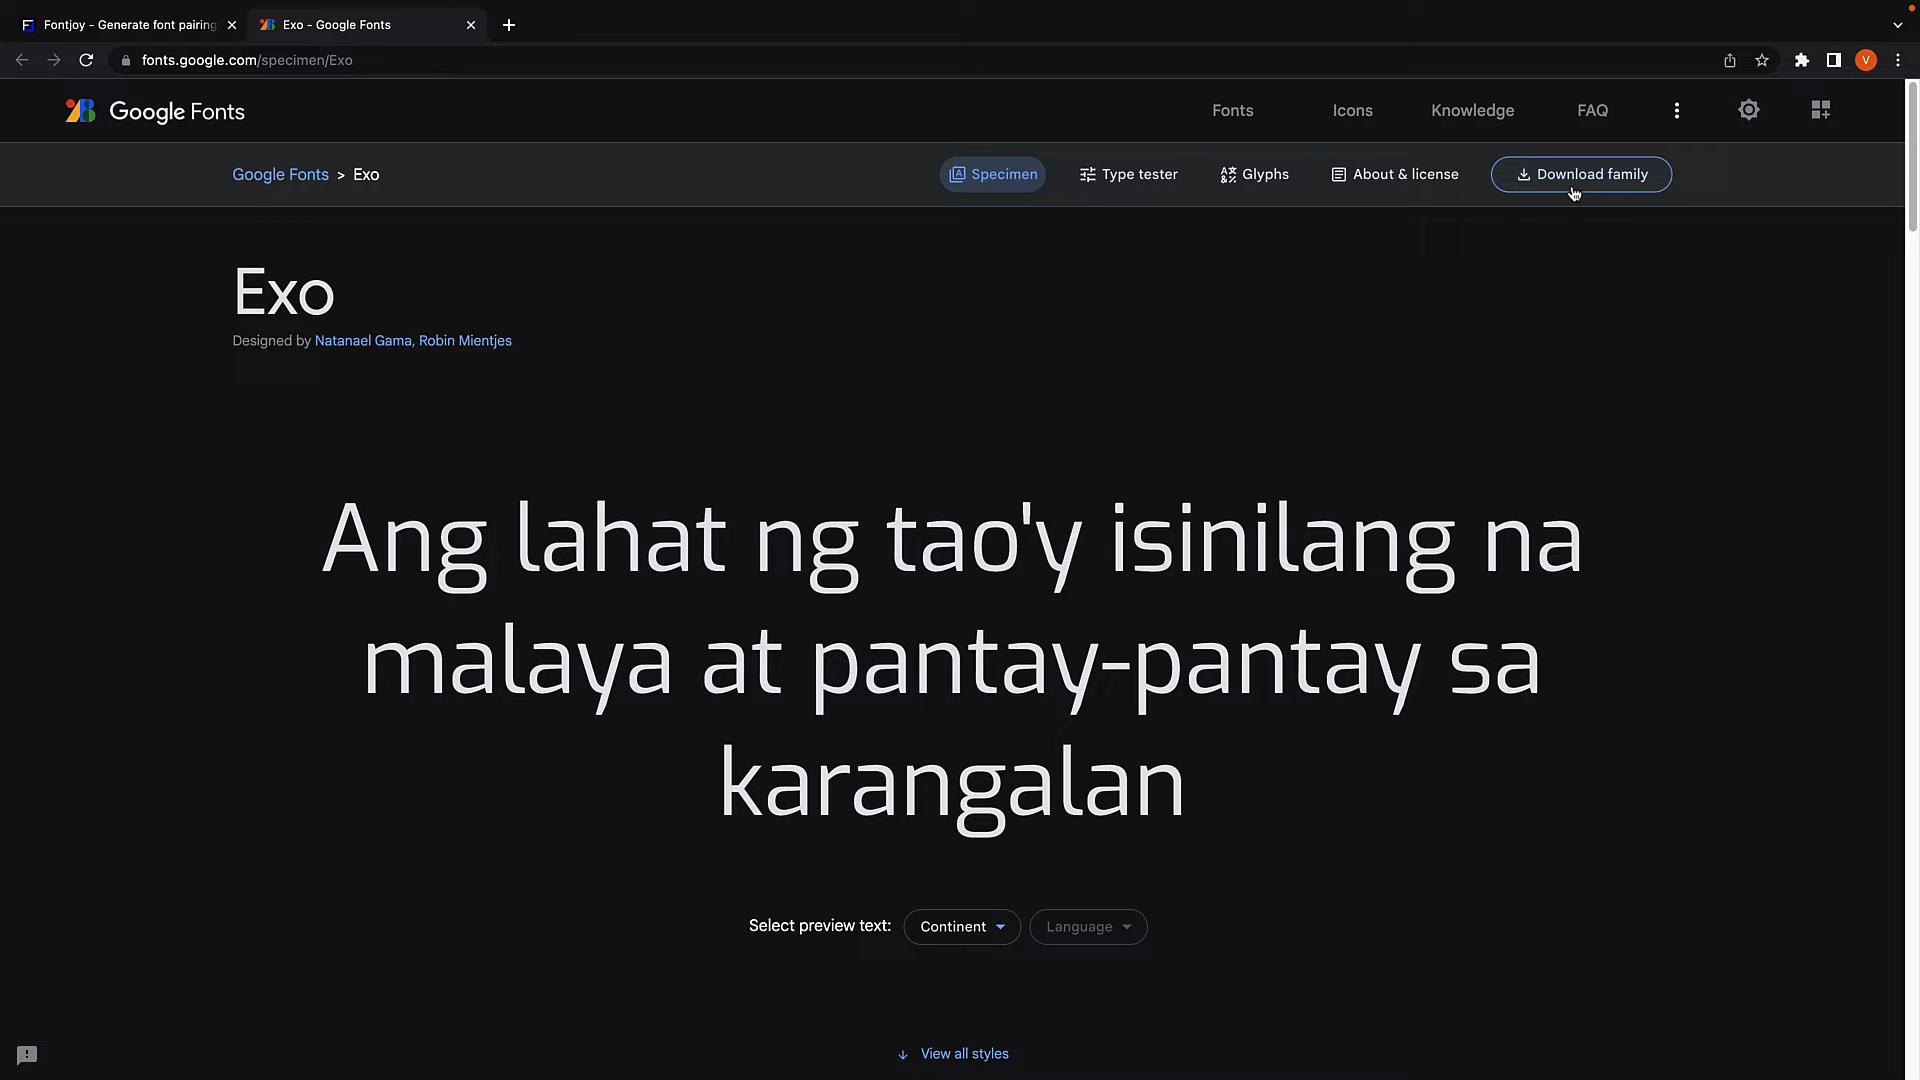 Fontjoy - Generate font pairing
Exo - Google Fonts
fonts.google.com/specimen/Exo
V
Google Fonts
Fonts
Icons
Knowledge
FAQ
Google Fonts > Exo
Specimen
Type tester
Glyphs
About & license
Download family
Exo
Designed by Natanael Gama, Robin Mientjes
Ang lahat ng tao'y isinilang na
malaya at pantay-pantay sa
karangalan
Select preview text:
Continent
Language
View all styles